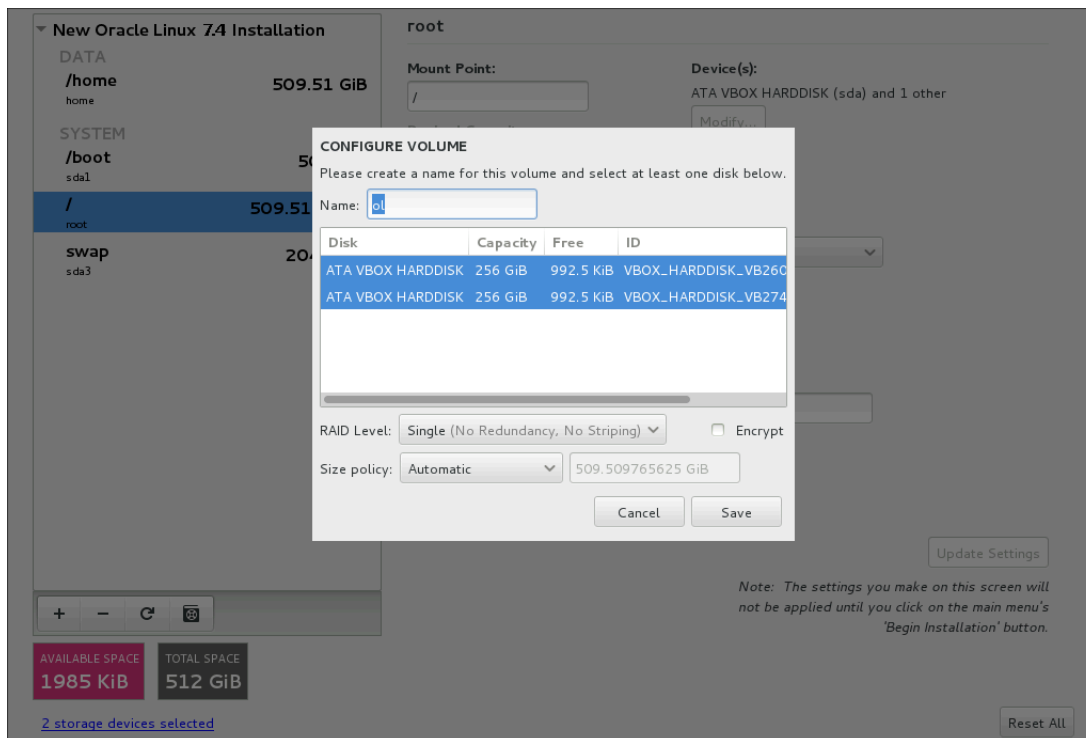 New Oracle Linux 7.4 Installation
DATA
/home 509.51 GiB
home
SYSTEM
/boot
sda1
/ 509.51
root
swap
sda3
AVAILABLE SPACE
1985 KiB
TOTAL SPACE
512 GiB
2 storage devices selected
root
Mount Point:
/
Device(s):
ATA VBOX HARDDISK (sda) and 1 other
Modify...
CONFIGURE VOLUME
Please create a name for this volume and select at least one disk below.
Name: ol
Disk Capacity Free ID
ATA VBOX HARDDISK 256 GiB 992.5 KiB VBOX_HARDDISK_VB260
ATA VBOX HARDDISK 256 GiB 992.5 KiB VBOX_HARDDISK_VB274
RAID Level: Single (No Redundancy, No Striping) Encrypt
Size policy: Automatic 509.509765625 GiB
Cancel Save
Update Settings
Note: The settings you make on this screen will
not be applied until you click on the main menu's
'Begin Installation' button.
Reset All